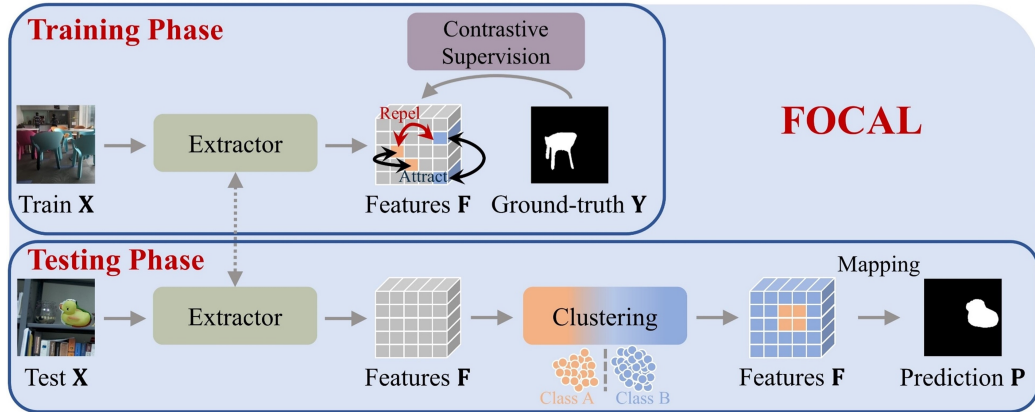 Training Phase
Contrastive
Supervision
FOCAL
Repel
Extractor
Attract
Train X
Features F
Ground-truth Y
Testing Phase
Mapping
Extractor
Clustering
Test X
Features F
Class A
Class B
Features F
Prediction P